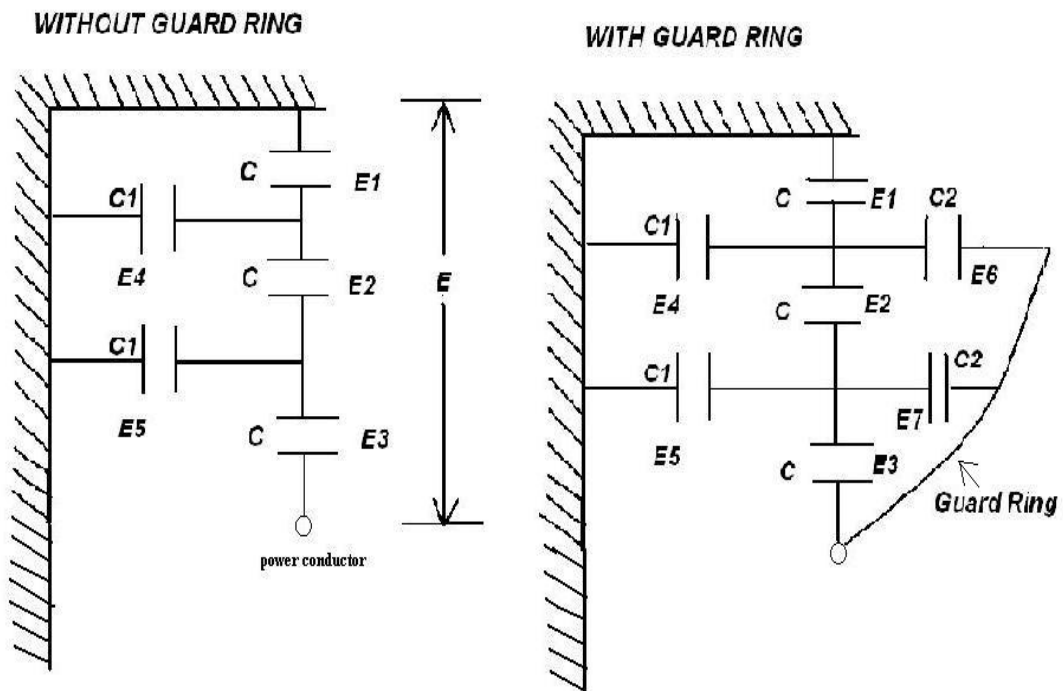 WITHOUT GUARD RING
C
E1
C1
E4
C
E2
C1
E5
C
E3
power conductor
E
WITH GUARD RING
C
E1
C2
C1
E4
E6
C
E2
C1
C2
E5
E7
C
E3
Guard Ring